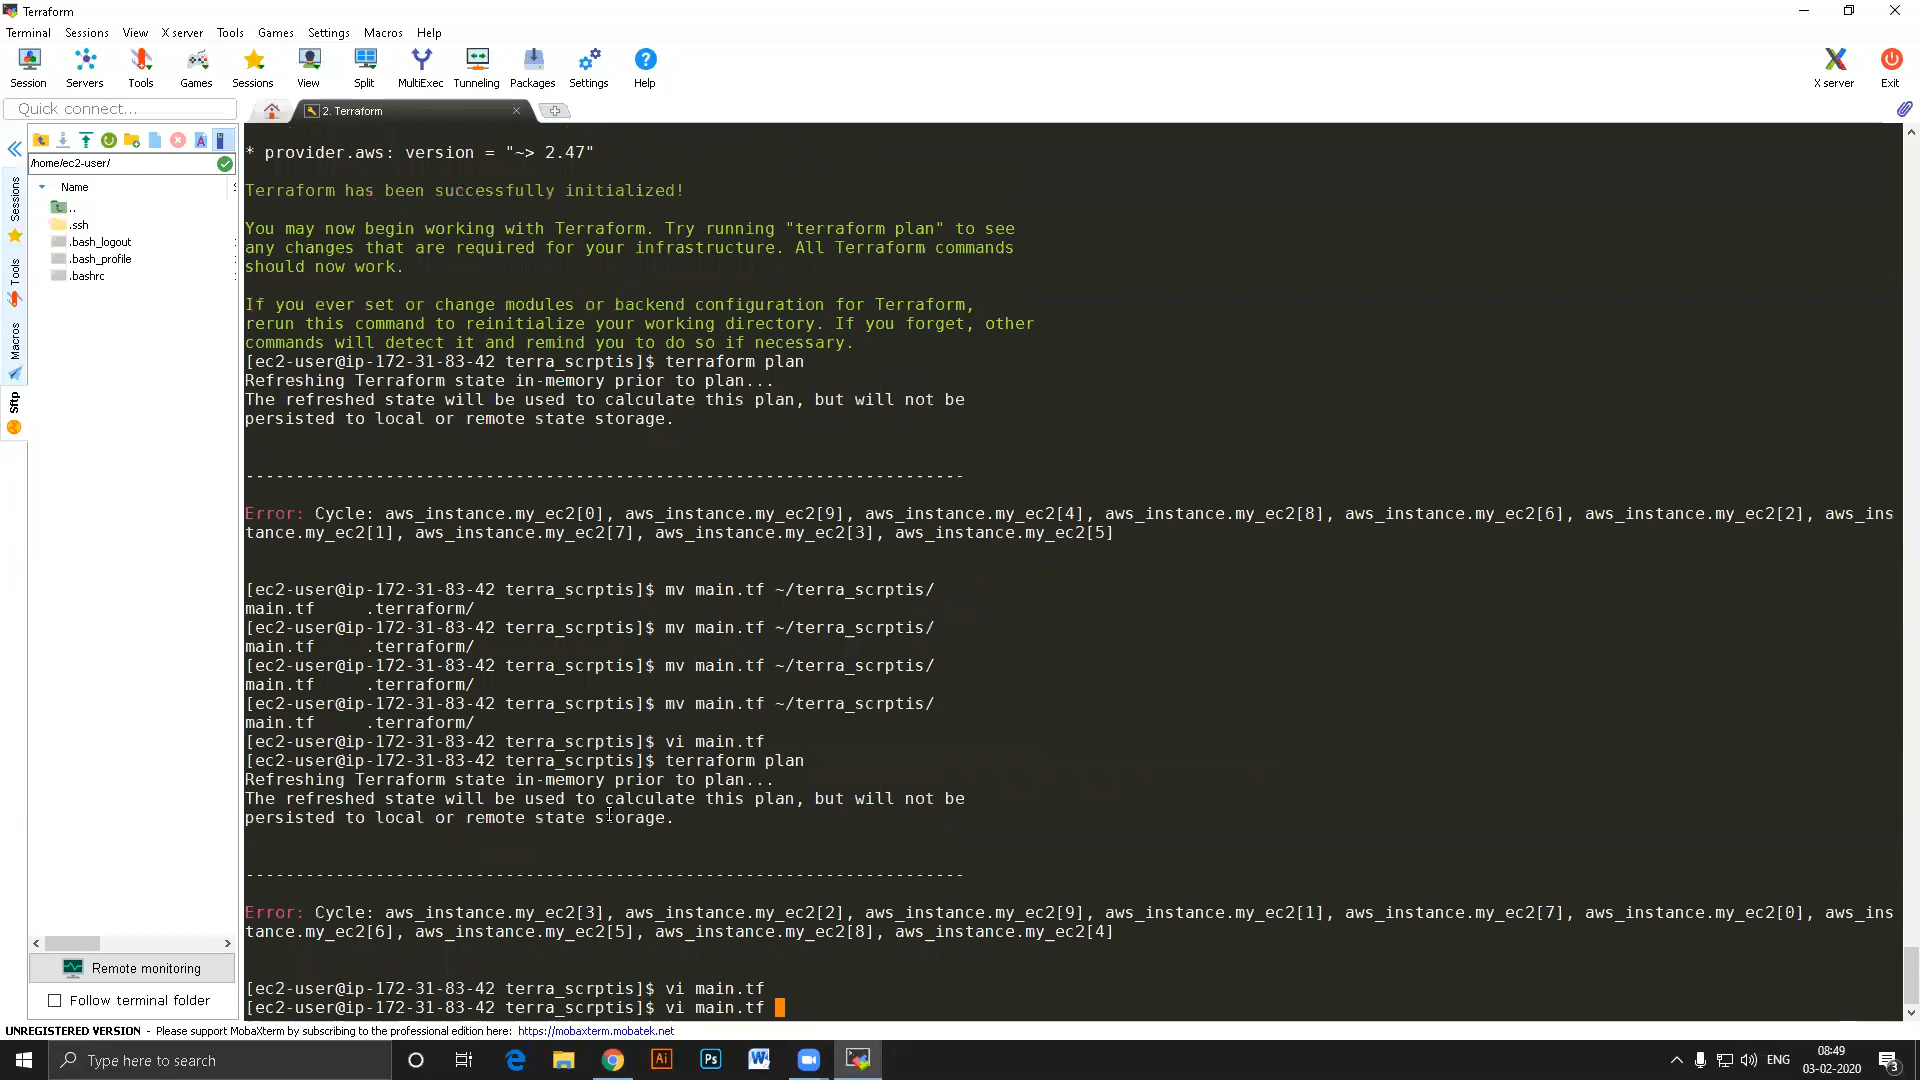 Terraform
Terminal Sessions View X server Tools Games Settings Macros Help
Session Servers Tools Games Sessions View Split MultiExec Tunneling Packages Settings Help X server Exit
Quick connect...
2. Terraform
/home/ec2-user/
Name
..
.ssh
.bash_logout
.bash_profile
.bashrc
Sessions
Tools
Macros
Sftp
* provider.aws: version = "~> 2.47"
Terraform has been successfully initialized!
You may now begin working with Terraform. Try running "terraform plan" to see
any changes that are required for your infrastructure. All Terraform commands
should now work.
If you ever set or change modules or backend configuration for Terraform,
rerun this command to reinitialize your working directory. If you forget, other
commands will detect it and remind you to do so if necessary.
[ec2-user@ip-172-31-83-42 terra_scrptis]$ terraform plan
Refreshing Terraform state in-memory prior to plan...
The refreshed state will be used to calculate this plan, but will not be
persisted to local or remote state storage.
------------------------------------------------------------------------
Error: Cycle: aws_instance.my_ec2[0], aws_instance.my_ec2[9], aws_instance.my_ec2[4], aws_instance.my_ec2[8], aws_instance.my_ec2[6], aws_instance.my_ec2[2], aws_ins
tance.my_ec2[1], aws_instance.my_ec2[7], aws_instance.my_ec2[3], aws_instance.my_ec2[5]
[ec2-user@ip-172-31-83-42 terra_scrptis]$ mv main.tf ~/terra_scrptis/
main.tf .terraform/
[ec2-user@ip-172-31-83-42 terra_scrptis]$ mv main.tf ~/terra_scrptis/
main.tf .terraform/
[ec2-user@ip-172-31-83-42 terra_scrptis]$ mv main.tf ~/terra_scrptis/
main.tf .terraform/
[ec2-user@ip-172-31-83-42 terra_scrptis]$ mv main.tf ~/terra_scrptis/
main.tf .terraform/
[ec2-user@ip-172-31-83-42 terra_scrptis]$ vi main.tf
[ec2-user@ip-172-31-83-42 terra_scrptis]$ terraform plan
Refreshing Terraform state in-memory prior to plan...
The refreshed state will be used to calculate this plan, but will not be
persisted to local or remote state storage.
------------------------------------------------------------------------
Error: Cycle: aws_instance.my_ec2[3], aws_instance.my_ec2[2], aws_instance.my_ec2[9], aws_instance.my_ec2[1], aws_instance.my_ec2[7], aws_instance.my_ec2[0], aws_ins
tance.my_ec2[6], aws_instance.my_ec2[5], aws_instance.my_ec2[8], aws_instance.my_ec2[4]
[ec2-user@ip-172-31-83-42 terra_scrptis]$ vi main.tf
[ec2-user@ip-172-31-83-42 terra_scrptis]$ vi main.tf
Remote monitoring
Follow terminal folder
UNREGISTERED VERSION - Please support MobaXterm by subscribing to the professional edition here: https://mobaxterm.mobatek.net
Type here to search
Ai
Ps
W
ENG
08:49
03-02-2020
3